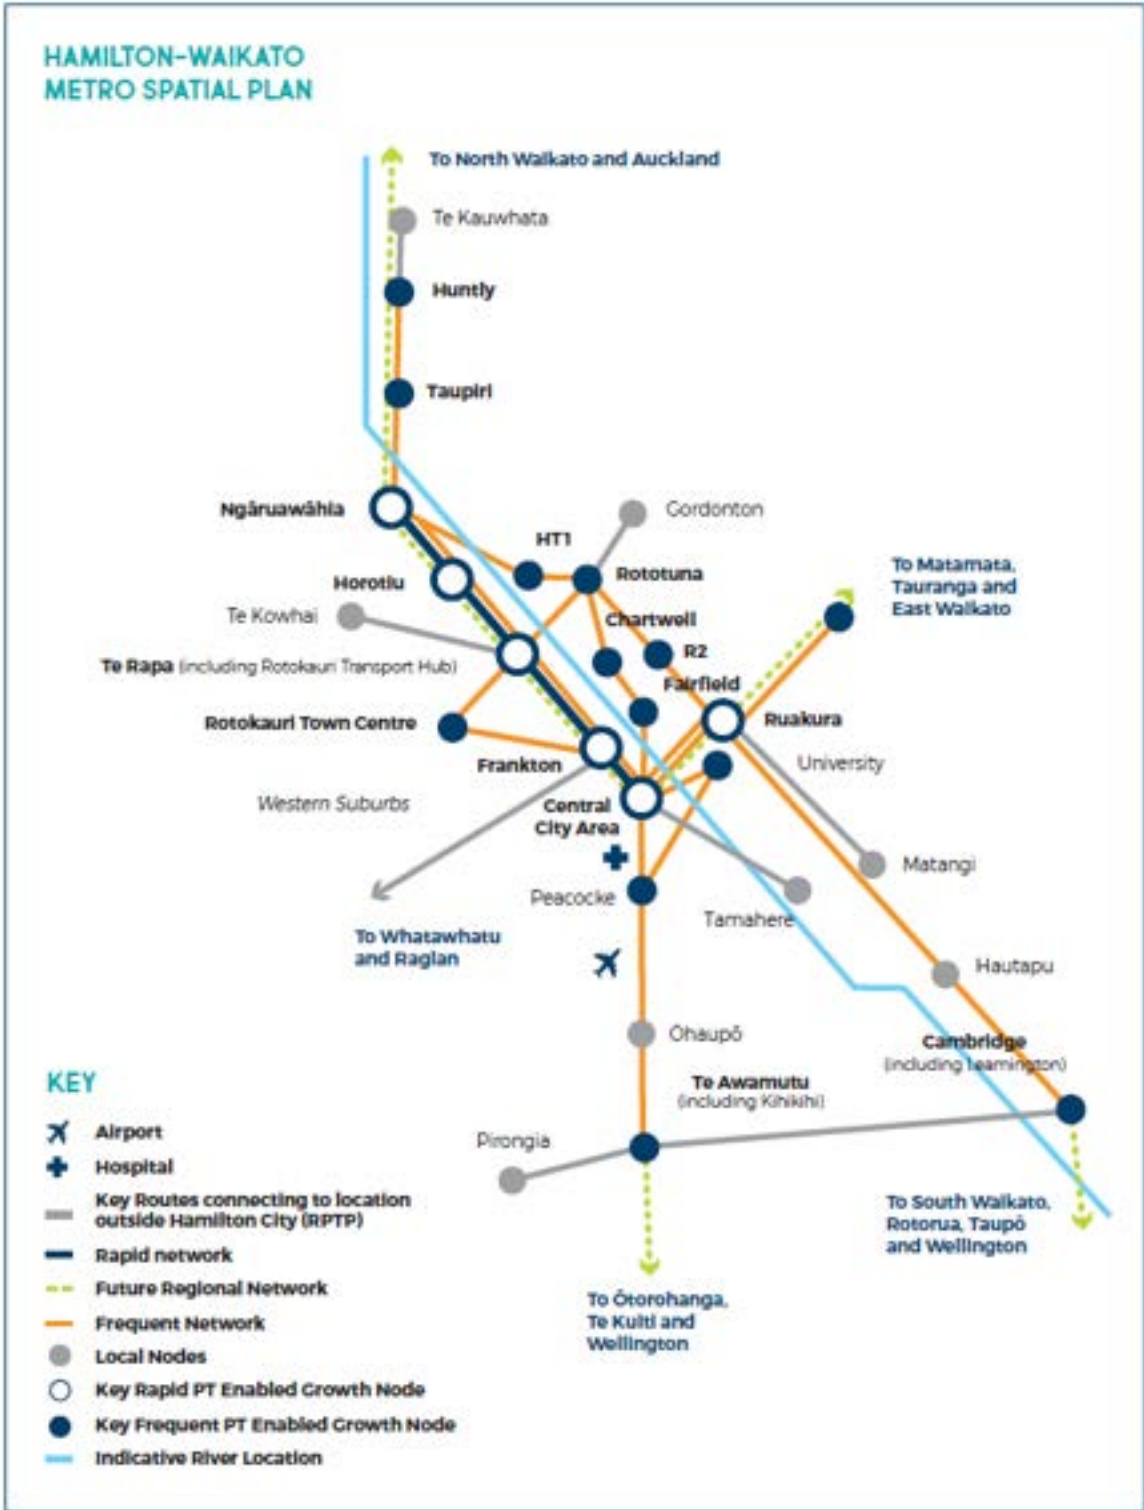 HAMILTON-WAIKATO
METRO SPATIAL PLAN
To North Waikato and Auckland
Te Kauwhata
Huntly
Taupiri
Ngāruawāhia
Gordonton
HT1
Horotiu
Rototuna
To Matamata,
Tauranga and
East Waikato
Te Kowhai
Chartwell
R2
Te Rapa (including Rotokauri Transport Hub)
Fairfield
Rotokauri Town Centre
Ruakura
Frankton
University
Western Suburbs
Central
City Area
Matangi
Peacocke
Tamahere
To Whatawhatu
and Raglan
Hautapu
Ōhaupō
Cambridge
(including Leamington)
Te Awamutu
(including Kihikihi)
Pirongia
To South Waikato,
Rotorua, Taupō
and Wellington
To Ōtorohanga,
Te Kuiti and
Wellington
KEY
Airport
Hospital
Key Routes connecting to location
outside Hamilton City (RPTP)
Rapid network
Future Regional Network
Frequent Network
Local Nodes
Key Rapid PT Enabled Growth Node
Key Frequent PT Enabled Growth Node
Indicative River Location